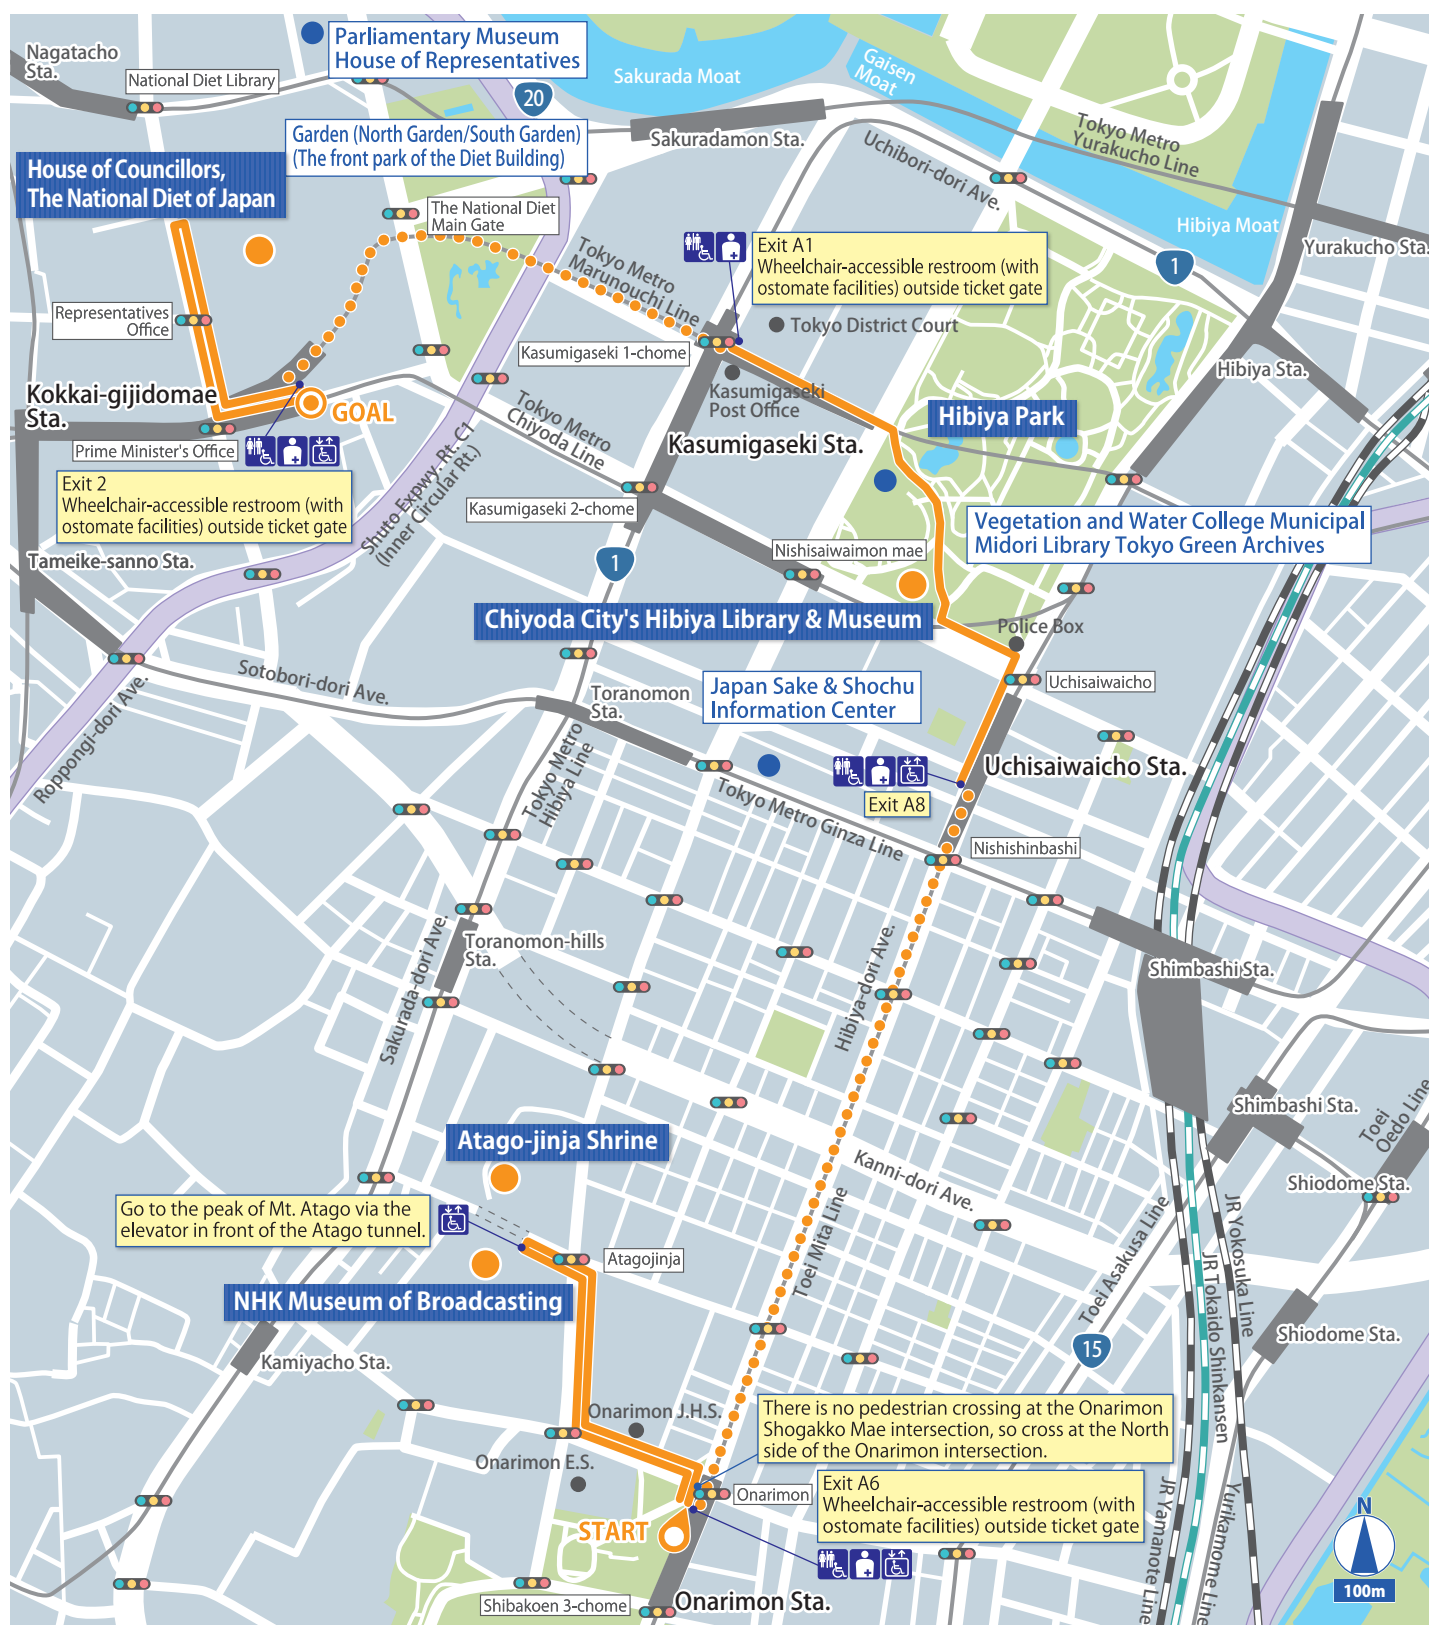 Parliamentary Museum
House of Representatives
Nagatacho
Sta.
National Diet Library
20
Sakurada Moat
Gaisen
Moat
Garden (North Garden/South Garden)
(The front park of the Diet Building)
Sakuradamon Sta.
Tokyo Metro
Yurakucho Line
Uchibori-dori Ave.
House of Councillors,
The National Diet of Japan
The National Diet
Main Gate
Hibiya Moat
Yurakucho Sta.
Tokyo Metro
Marunouchi Line
Exit A1
Wheelchair-accessible restroom (with
ostomate facilities) outside ticket gate
1
Representatives
Office
Tokyo District Court
Kasumigaseki 1-chome
Kasumigaseki
Post Office
Hibiya Sta.
Kokkai-gijidomae
Sta.
GOAL
Tokyo Metro
Chiyoda Line
Hibiya Park
Kasumigaseki Sta.
Prime Minister's Office
Exit 2
Wheelchair-accessible restroom (with
ostomate facilities) outside ticket gate
Shuto Expwy. Rt. C1
(Inner Circular Rt.)
Kasumigaseki 2-chome
Vegetation and Water College Municipal
Midori Library Tokyo Green Archives
Nishisaiwaimon mae
Tameike-sanno Sta.
1
Chiyoda City's Hibiya Library & Museum
Police Box
Sotobori-dori Ave.
Roppongi-dori Ave.
Toranomon
Sta.
Japan Sake & Shochu
Information Center
Uchisaiwaicho
Tokyo Metro
Hibiya Line
Uchisaiwaicho Sta.
Exit A8
Tokyo Metro Ginza Line
Nishishinbashi
Sakurada-dori Ave.
Toranomon-hills
Sta.
Hibiya-dori Ave.
Shimbashi Sta.
Shimbashi Sta.
Toei
Oedo Line
Atago-jinja Shrine
Kanni-dori Ave.
Shiodome Sta.
Go to the peak of Mt. Atago via the
elevator in front of the Atago tunnel.
Toei Mita Line
Toei Asakusa Line
JR Yokosuka Line
JR Tokaido Shinkansen
Atagojinja
NHK Museum of Broadcasting
Shiodome Sta.
15
Kamiyacho Sta.
Onarimon J.H.S.
There is no pedestrian crossing at the Onarimon
Shogakko Mae intersection, so cross at the North
side of the Onarimon intersection.
Onarimon E.S.
Onarimon
Exit A6
Wheelchair-accessible restroom (with
ostomate facilities) outside ticket gate
START
JR Yamanote Line
Yurikamome Line
N
100m
Shibakoen 3-chome
Onarimon Sta.